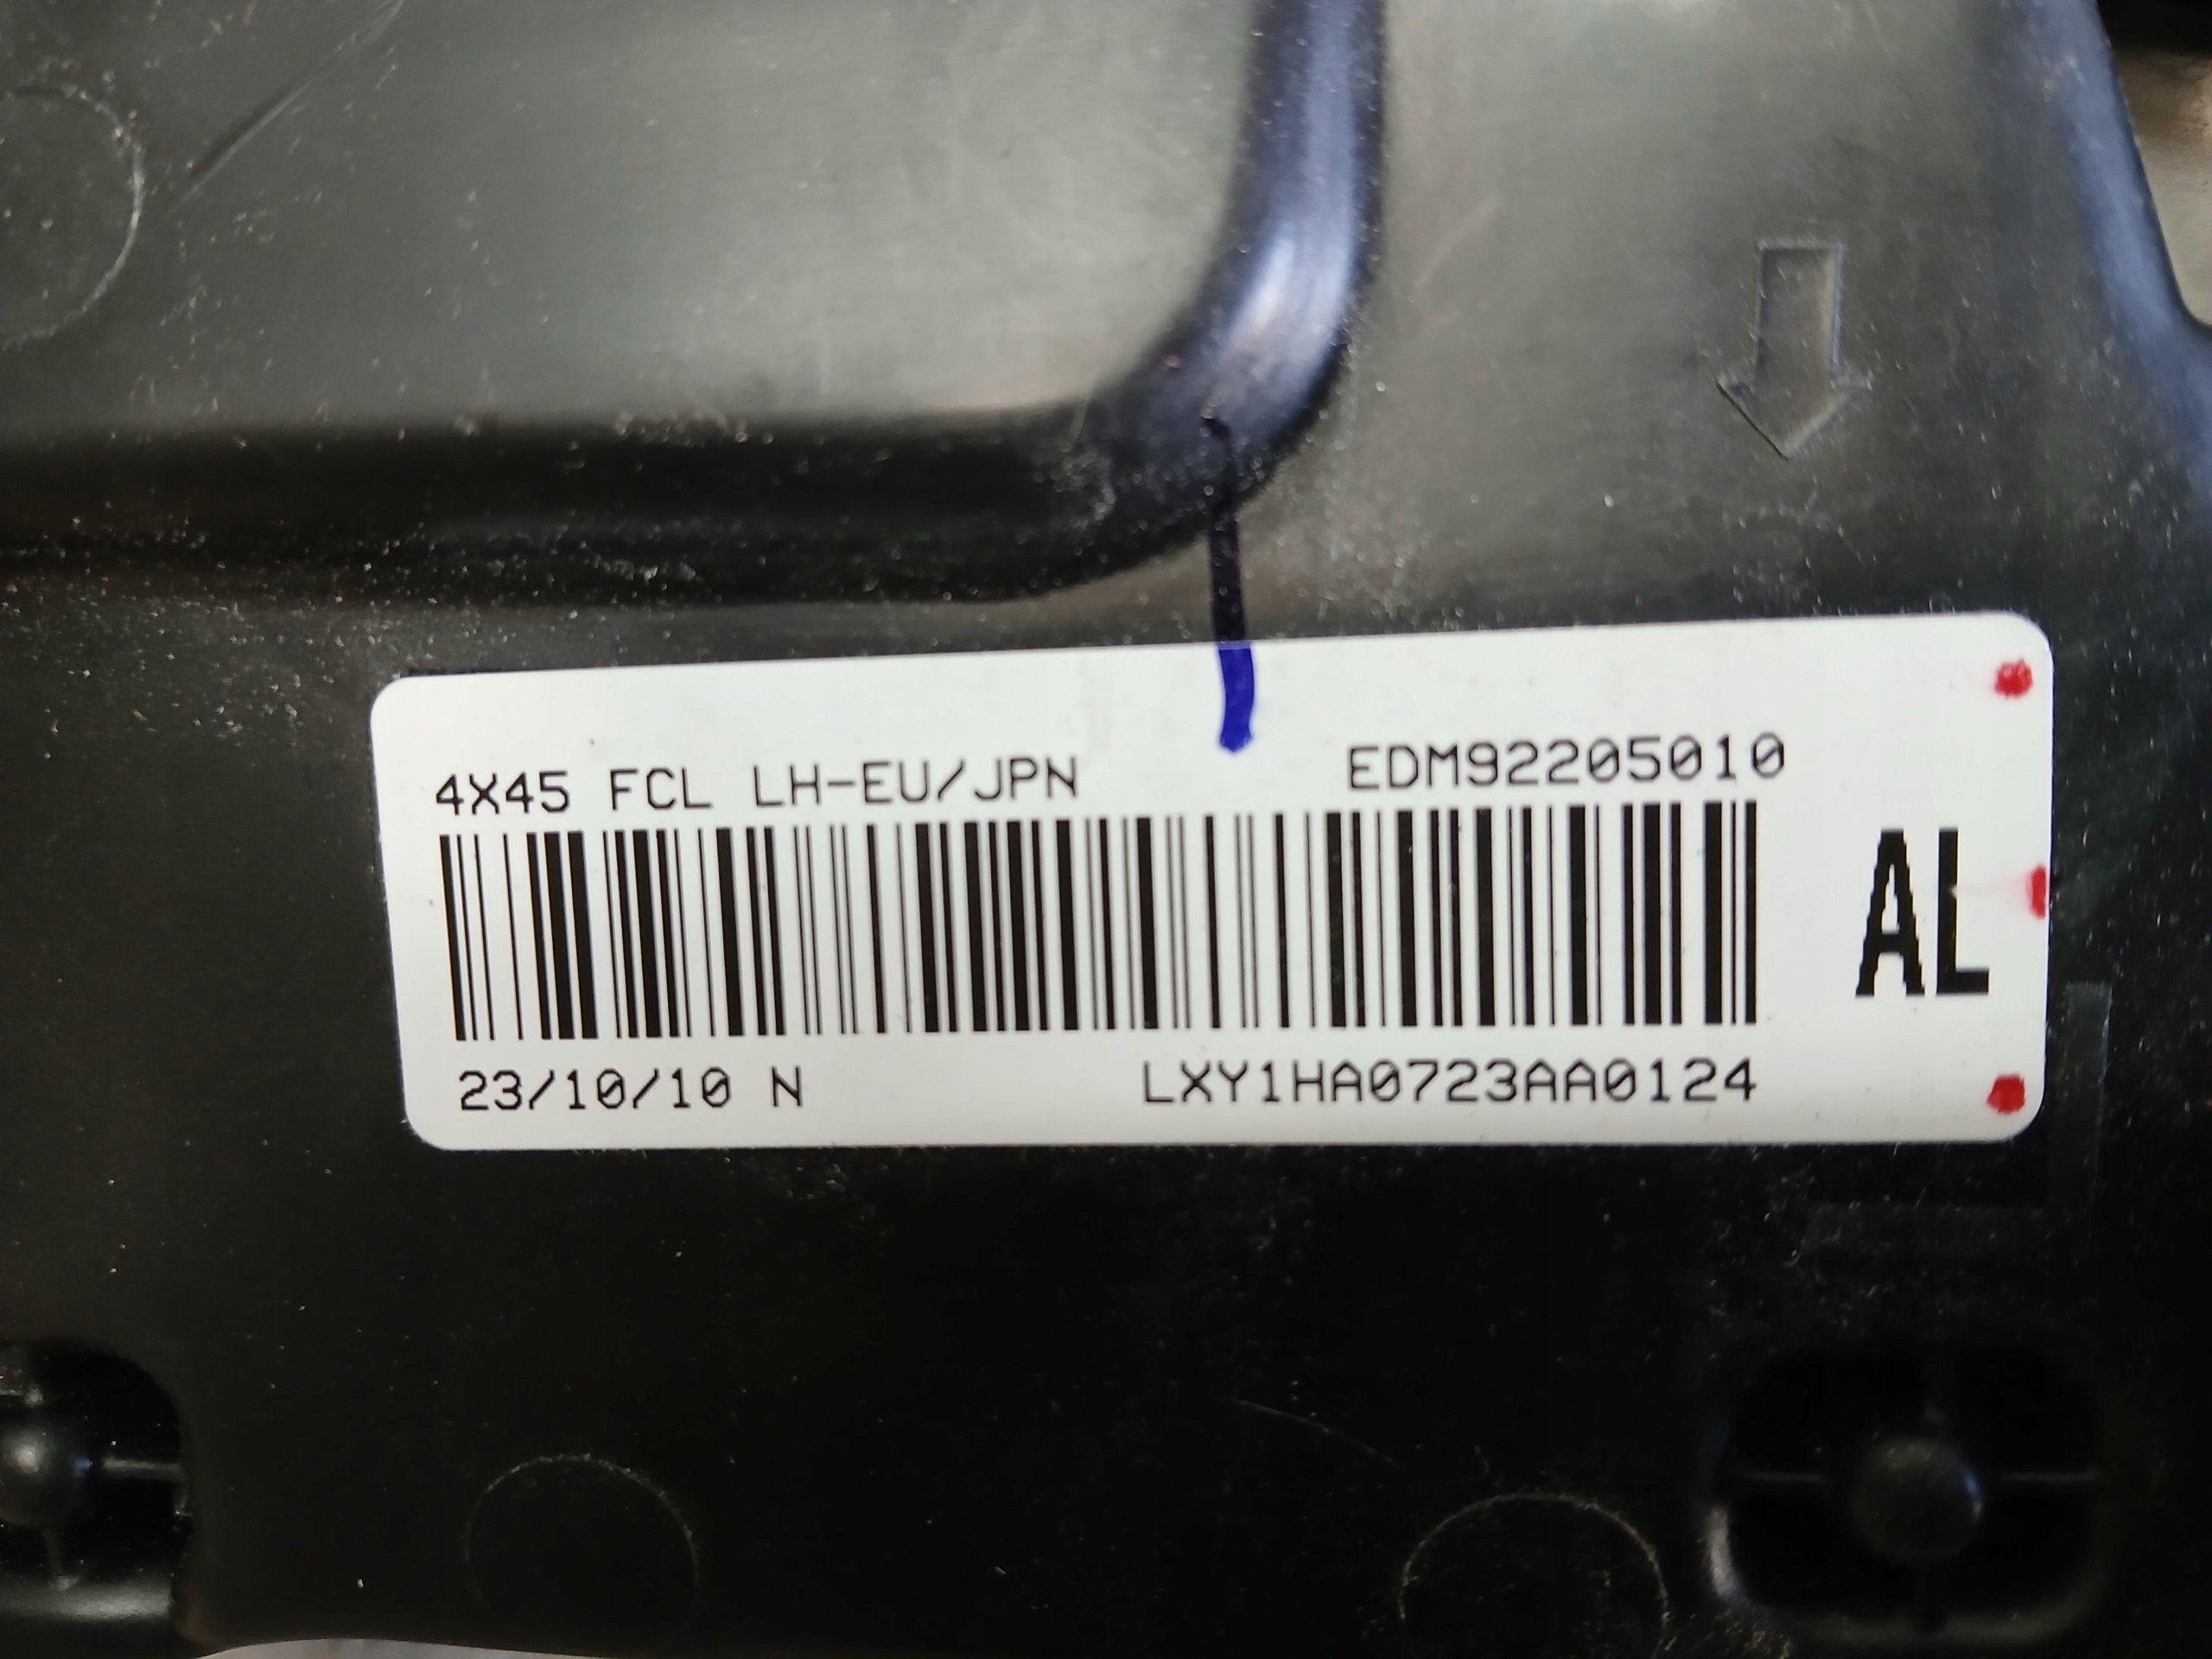 4X45 FCL LH-EU/JPN EDM92205010
AL
23/10/10 N LXY1HA0723AA0124